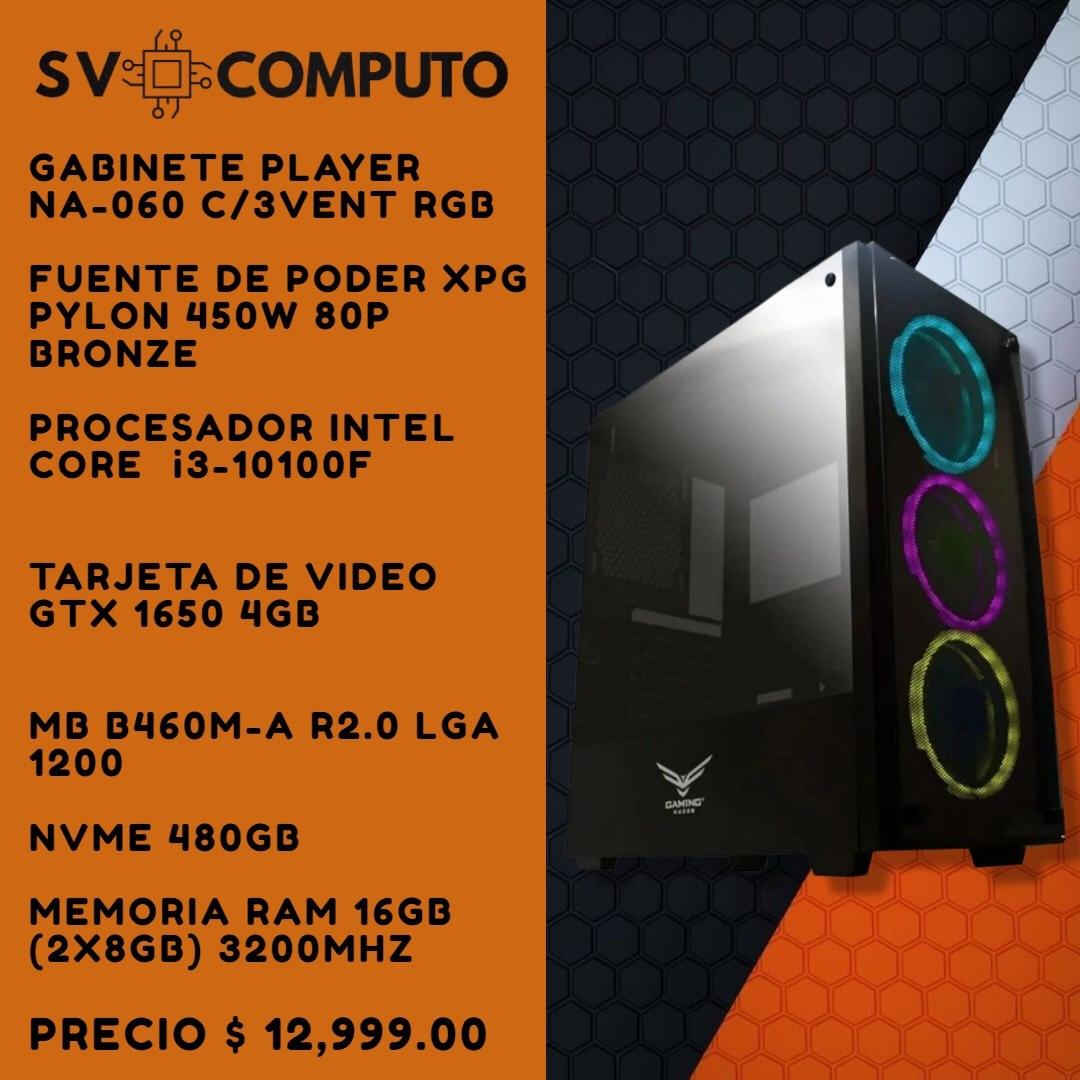 SV COMPUTO
GABINETE PLAYER
NA-060 C/3VENT RGB
FUENTE DE PODER XPG
PYLON 450W 80P
BRONZE
PROCESADOR INTEL
CORE i3-10100F
TARJETA DE VIDEO
GTX 1650 4GB
MB B460M-A R2.0 LGA
1200
NVME 480GB
MEMORIA RAM 16GB
(2X8GB) 3200MHZ
PRECIO $ 12,999.00
GAMING
NACEB